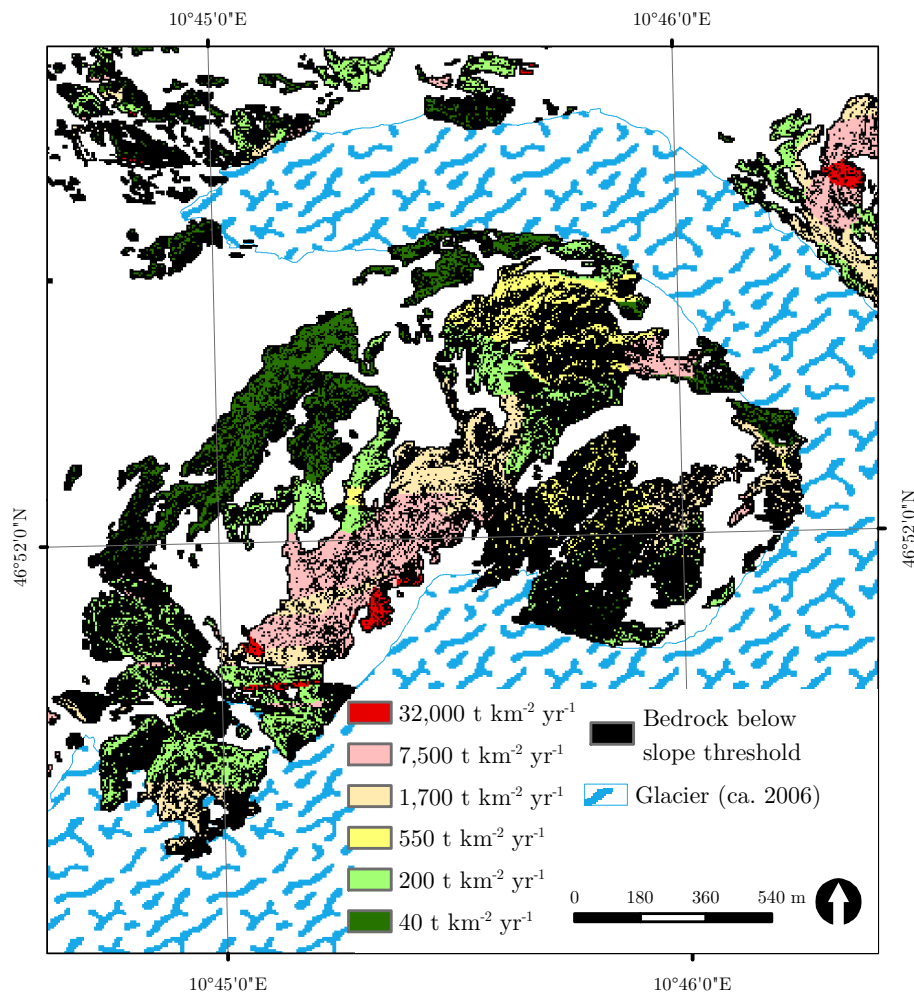 10°45'0"E 10°46'0"E
46°52'0"N
46°52'0"N
32,000 t km⁻² yr⁻¹
7,500 t km⁻² yr⁻¹
1,700 t km⁻² yr⁻¹
550 t km⁻² yr⁻¹
200 t km⁻² yr⁻¹
40 t km⁻² yr⁻¹
Bedrock below
slope threshold
Glacier (ca. 2006)
0 180 360 540 m
10°45'0"E 10°46'0"E